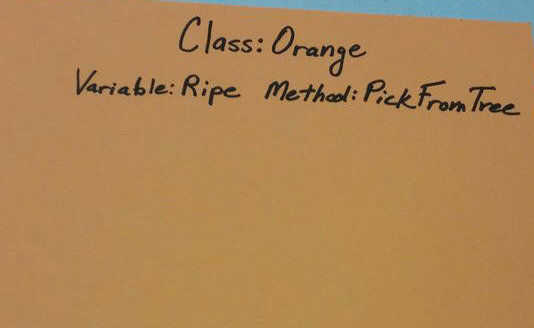 Class: Orange
Variable: Ripe Method: PickFromTree